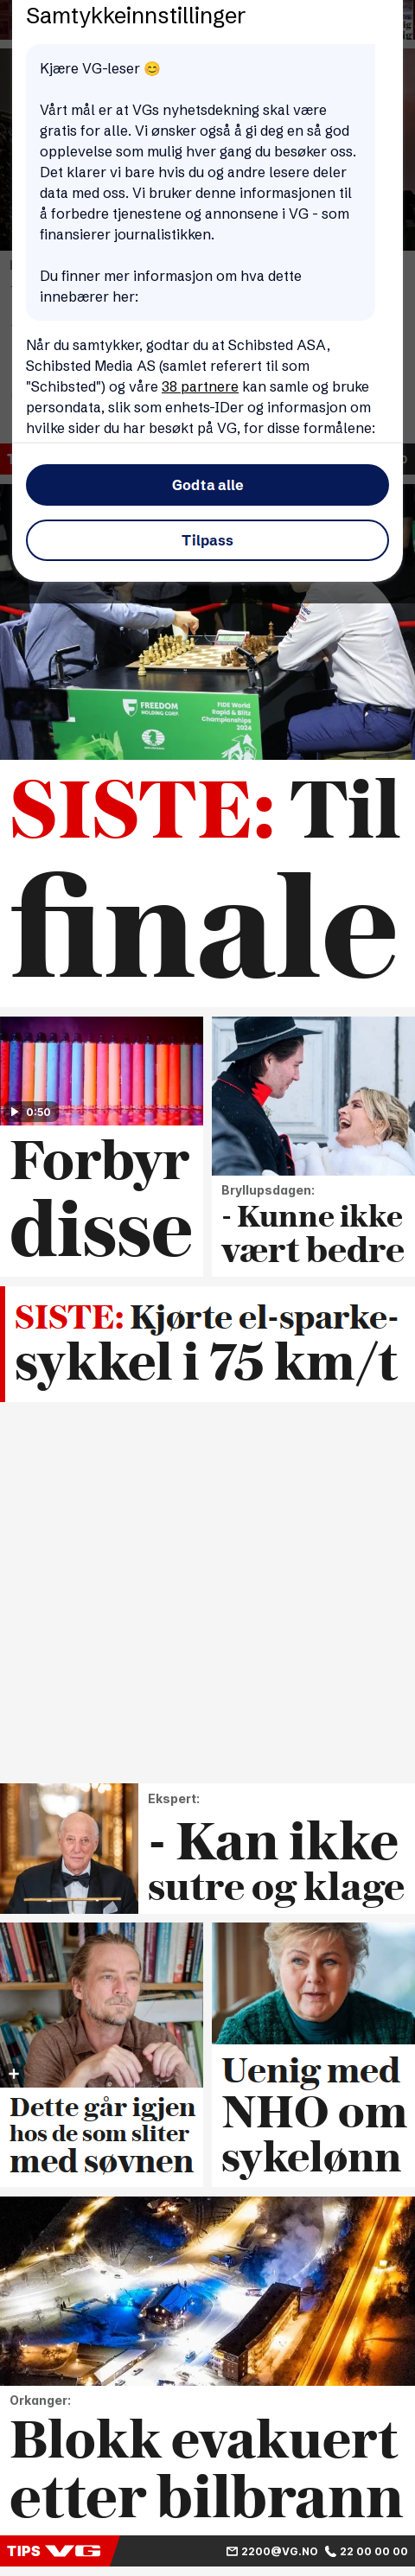 Samtykkeinnstillinger
Kjære VG-leser 😊
Vårt mål er at VGs nyhetsdekning skal være
gratis for alle. Vi ønsker også å gi deg en så god
opplevelse som mulig hver gang du besøker oss.
Det klarer vi bare hvis du og andre lesere deler
data med oss. Vi bruker denne informasjonen til
å forbedre tjenestene og annonsene i VG - som
finansierer journalistikken.
Du finner mer informasjon om hva dette
innebærer her:
Når du samtykker, godtar du at Schibsted ASA,
Schibsted Media AS (samlet referert til som
"Schibsted") og våre 38 partnere kan samle og bruke
persondata, slik som enhets-IDer og informasjon om
hvilke sider du har besøkt på VG, for disse formålene:
Godta alle
Tilpass
FREEDOM
HOLDING CORP.
FIDE World
Rapid & Blitz
Championships
2024
SISTE: Til
finale
0:50
Forbyr
disse
Bryllupsdagen:
- Kunne ikke
vært bedre
SISTE: Kjørte el-sparke-
sykkel i 75 km/t
Ekspert:
- Kan ikke
sutre og klage
Dette går igjen
hos de som sliter
med søvnen
Uenig med
NHO om
sykelønn
Orkanger:
Blokk evakuert
etter bilbrann
TIPS VG 2200@VG.NO 22 00 00 00